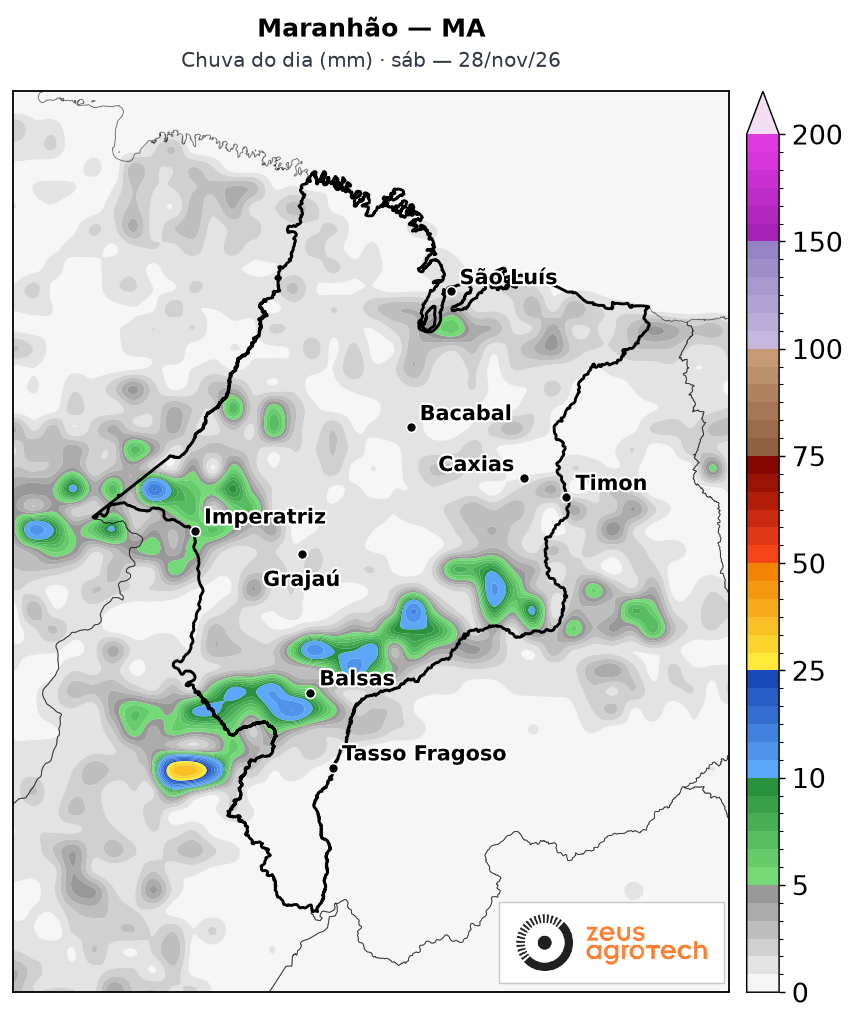 Maranhão — MA
Chuva do dia (mm) · sáb — 28/nov/26
200
150
100
75
50
25
10
5
0
São Luís
Bacabal
Caxias
Timon
Imperatriz
Grajaú
Balsas
Tasso Fragoso
zeus
agrotech